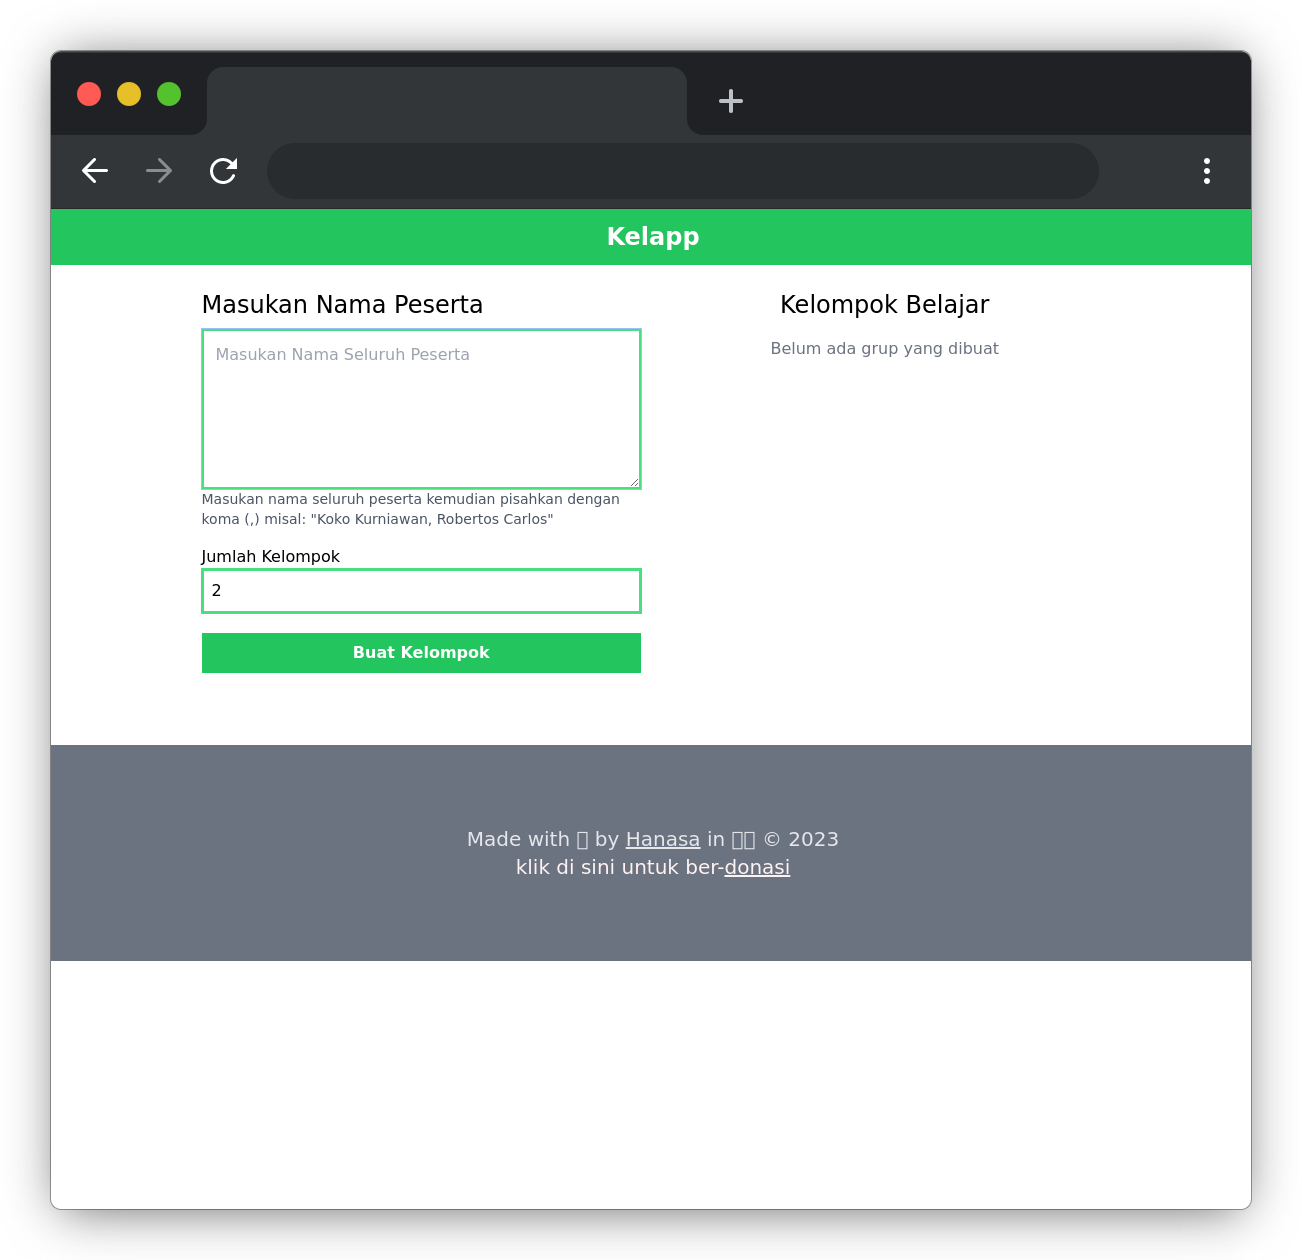 Kelapp
Masukan Nama Peserta
Masukan Nama Seluruh Peserta
Masukan nama seluruh peserta kemudian pisahkan dengan
koma (,) misal: "Koko Kurniawan, Robertos Carlos"
Jumlah Kelompok
2
Buat Kelompok
Kelompok Belajar
Belum ada grup yang dibuat
Made with by Hanasa in © 2023
klik di sini untuk ber-donasi